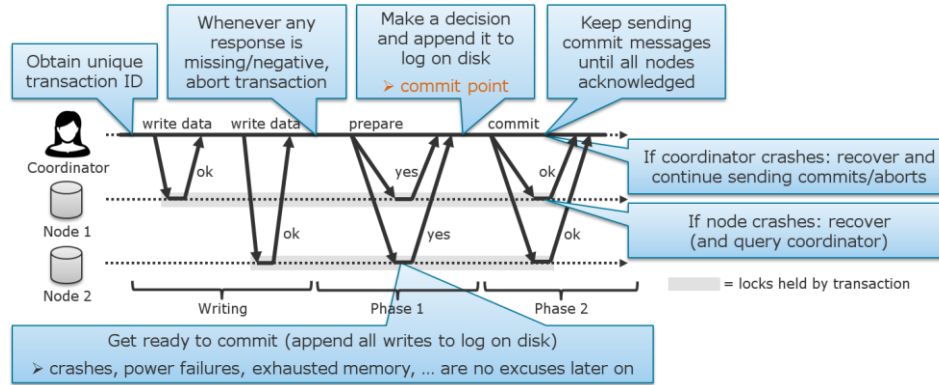 Obtain unique
transaction ID
Whenever any
response is
missing/negative,
abort transaction
Make a decision
and append it to
log on disk
➢ commit point
Keep sending
commit messages
until all nodes
acknowledged
write data
write data
prepare
commit
Coordinator
ok
yes
ok
If coordinator crashes: recover and
continue sending commits/aborts
Node 1
ok
yes
ok
If node crashes: recover
(and query coordinator)
Node 2
= locks held by transaction
Writing
Phase 1
Phase 2
Get ready to commit (append all writes to log on disk)
➢ crashes, power failures, exhausted memory, … are no excuses later on